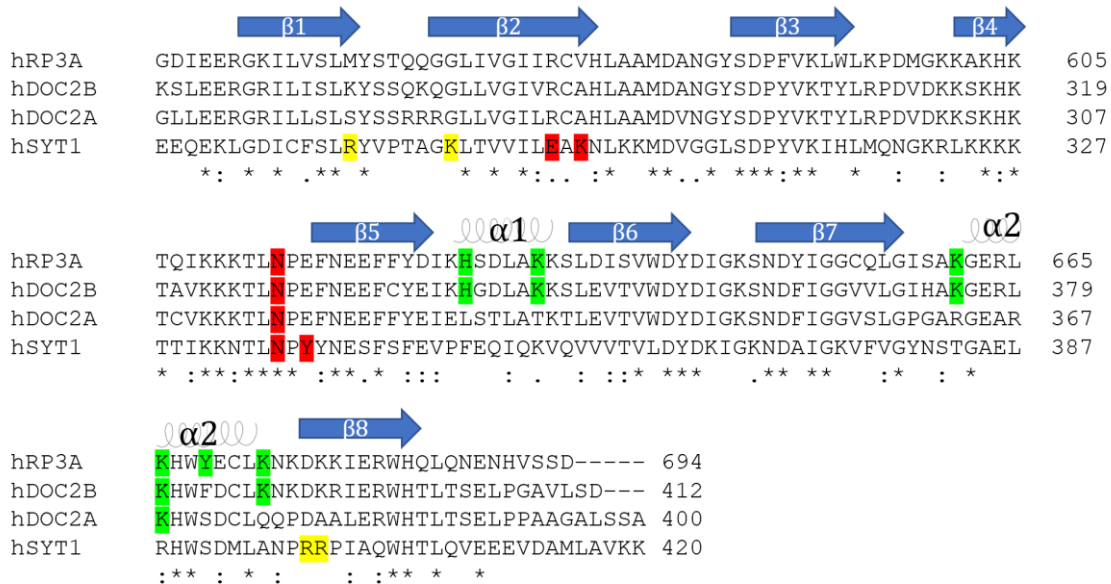 β1 β2 β3 β4
hRP3A GDIEERGKILVSLMYSTQQGGLIVGIIRCVHLAAMDANGYSDPFVKLWLKPDMGKKAKHK 605
hDOC2B KSLEERGRILISLKYSSQKQGLLVGIVRCAHLAAMDANGYSDPYVKTYLRPDVDKKSKHK 319
hDOC2A GLLEERGRILLSLSYSSRRRGLLVGILRCAHLAAMDVNGYSDPYVKTYLRPDVDKKSKHK 307
hSYT1 EEQEKLGDICFSLRYVPTAGKLTVVILEAKNLKKMDVGGLSDPYVKIHLMQNGKRLKKKK 327
*: * * .** * * * *:.. :* * **..* ***:** * : : *:*
β5 α1 β6 β7 α2
hRP3A TQIKKKTLNPEFNEEFFYDIKHSDLAKKSLDISVWDYDIGKSNDYIGGCQLGISAKGERL 665
hDOC2B TAVKKKTLNPEFNEEFCYEIKHGDLAKKSLEVTVWDYDIGKSNDFIGGVVLGIHAKGERL 379
hDOC2A TCVKKKTLNPEFNEEFFYEIELSTLATKTLEVTVWDYDIGKSNDFIGGVSLGPGARGEAR 367
hSYT1 TTIKKNTLNPYYNESFSFEVPFEQIQKVQVVVTVLDYDKIGKNDAIGKVFVGYNSTGAEL 387
* :**:**** :**.* ::: : . : ::* *** .** ** :* : *
α2 β8
hRP3A KHWYECLKNKDKKIERWHQLQNENHVSSD----- 694
hDOC2B KHWFDCLKNKDKRIERWHTLTSELPGAVLSD--- 412
hDOC2A KHWSDCLQQPDAALERWHTLTSELPPAAGALSSA 400
hSYT1 RHWSDMLANPRRPIAQWHTLQVEEEVDAMLAVKK 420
:** : * : : :** * *